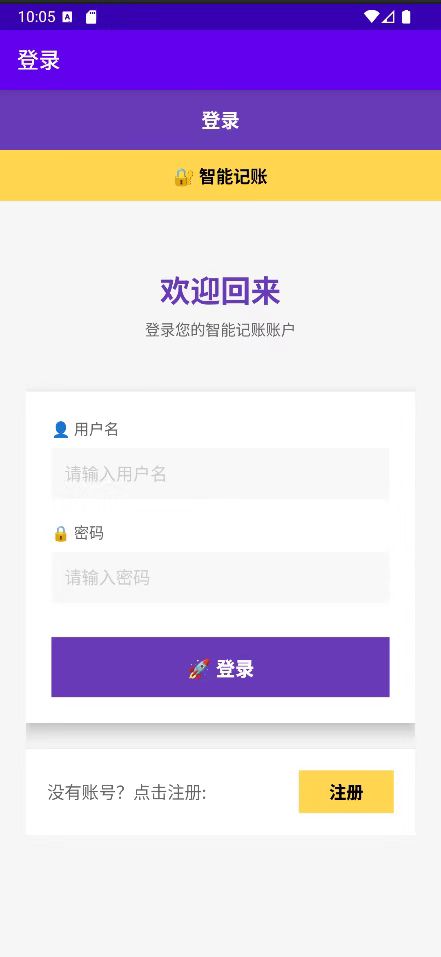 10:05 A
登录
登录
🔐 智能记账
欢迎回来
登录您的智能记账账户
👤 用户名
请输入用户名
🔒 密码
请输入密码
🚀 登录
没有账号？点击注册: 注册